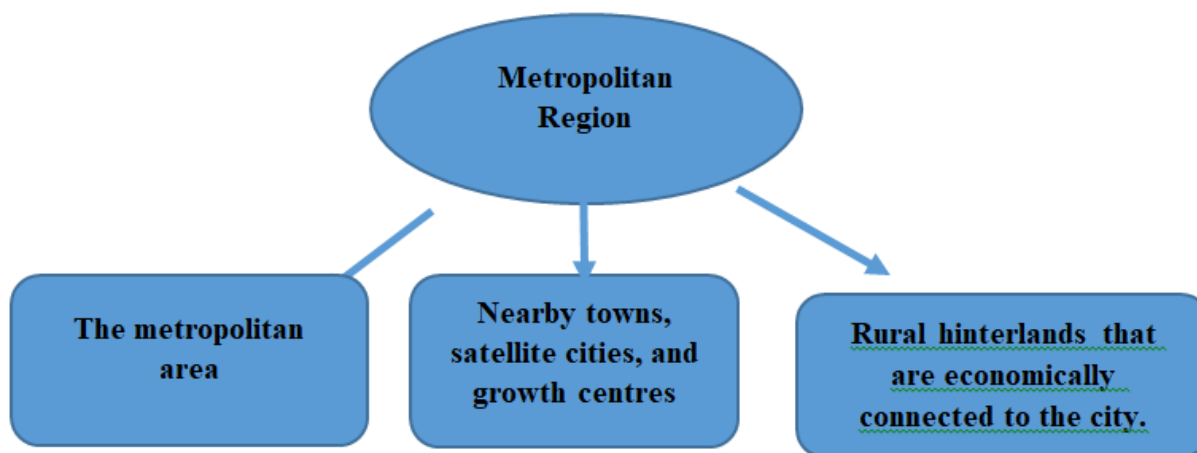 Metropolitan
Region
The metropolitan
area
Nearby towns,
satellite cities, and
growth centres
Rural hinterlands that
are economically
connected to the city.